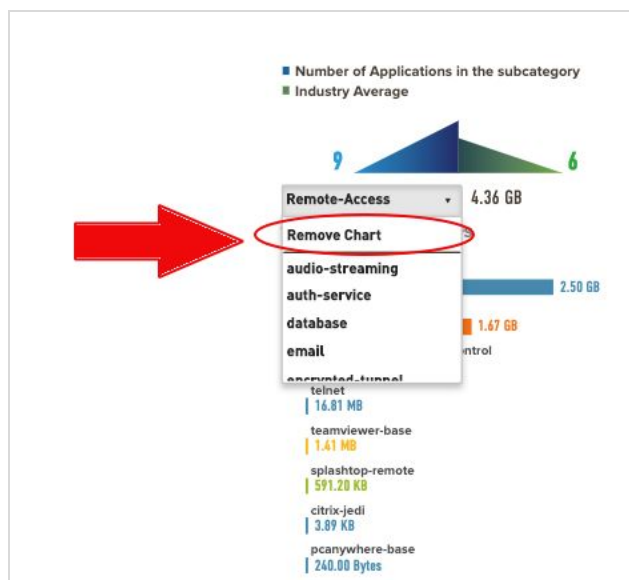 Number of Applications in the subcategory
Industry Average
9 6
Remote-Access 4.36 GB
Remove Chart
audio-streaming
auth-service
2.50 GB
database
1.67 GB
email
encrypted-tunnel
telnet
16.81 MB
teamviewer-base
1.41 MB
splashtop-remote
591.20 KB
citrix-jedi
3.89 KB
pcanywhere-base
240.00 Bytes